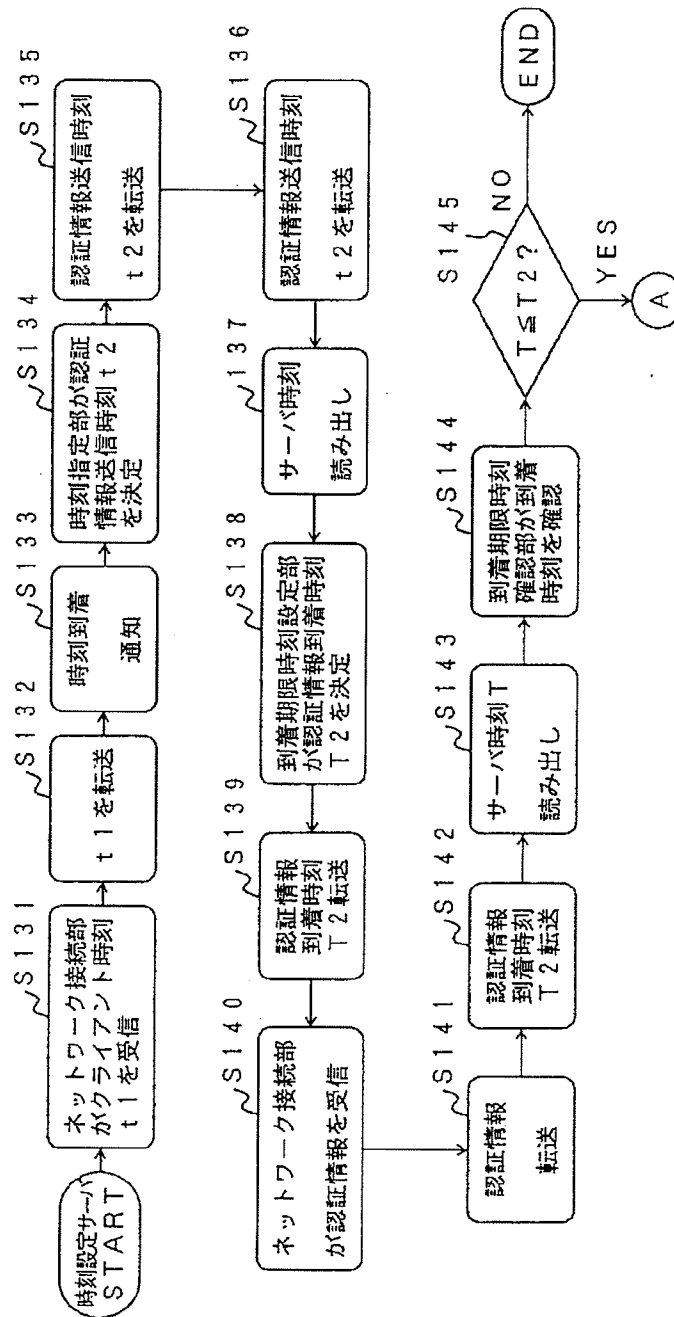 時刻設定サーバ
START
S131
ネットワーク接続部
がクライアント時刻
t1を受信
S132
t1を転送
S133
時刻到着
通知
S134
時刻指定部が認証
情報送信時刻t2
を決定
S135
認証情報送信時刻
t2を転送
S136
認証情報送信時刻
t2を転送
137
サーバ時刻
読み出し
S138
到着期限時刻設定部
が認証情報到着時刻
T2を決定
S139
認証情報
到着時刻
T2転送
S140
ネットワーク接続部
が認証情報を受信
S141
認証情報
転送
S142
認証情報
到着時刻
T2転送
S143
サーバ時刻T
読み出し
S144
到着期限時刻
確認部が到着
時刻を確認
S145
T≦T2?
NO
END
YES
A